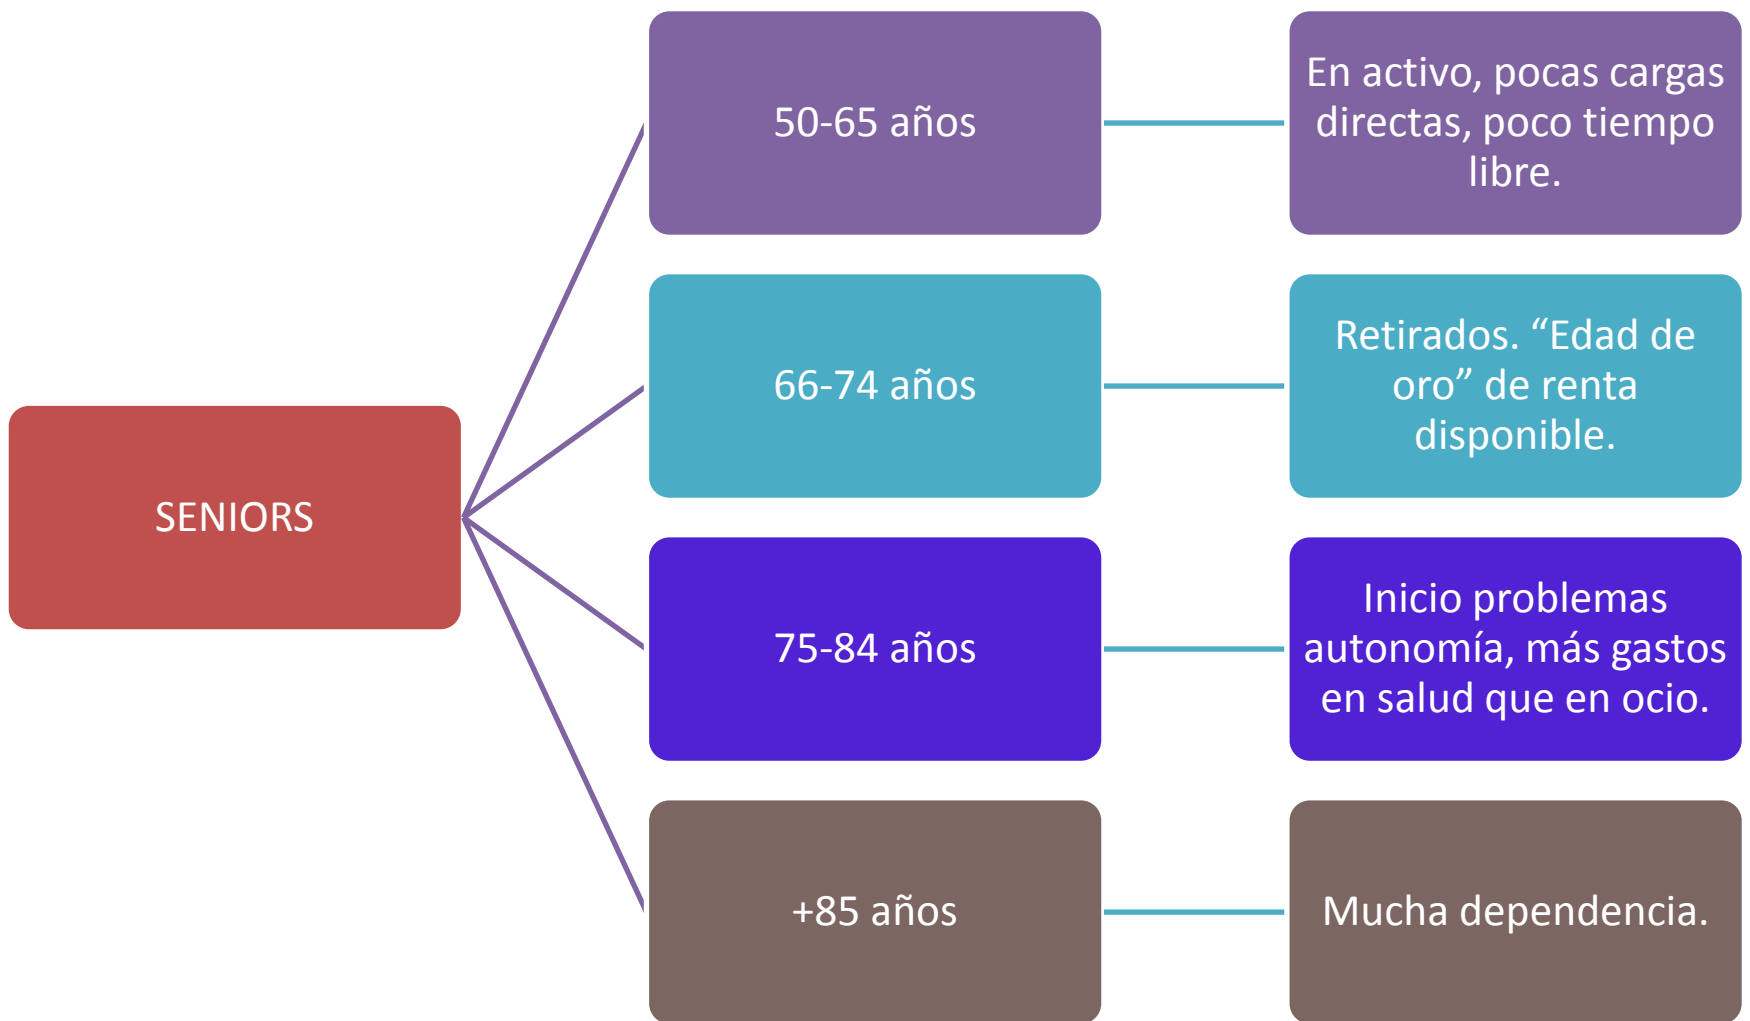 SENIORS
50-65 años
En activo, pocas cargas
directas, poco tiempo
libre.
66-74 años
Retirados. “Edad de
oro” de renta
disponible.
75-84 años
Inicio problemas
autonomía, más gastos
en salud que en ocio.
+85 años
Mucha dependencia.